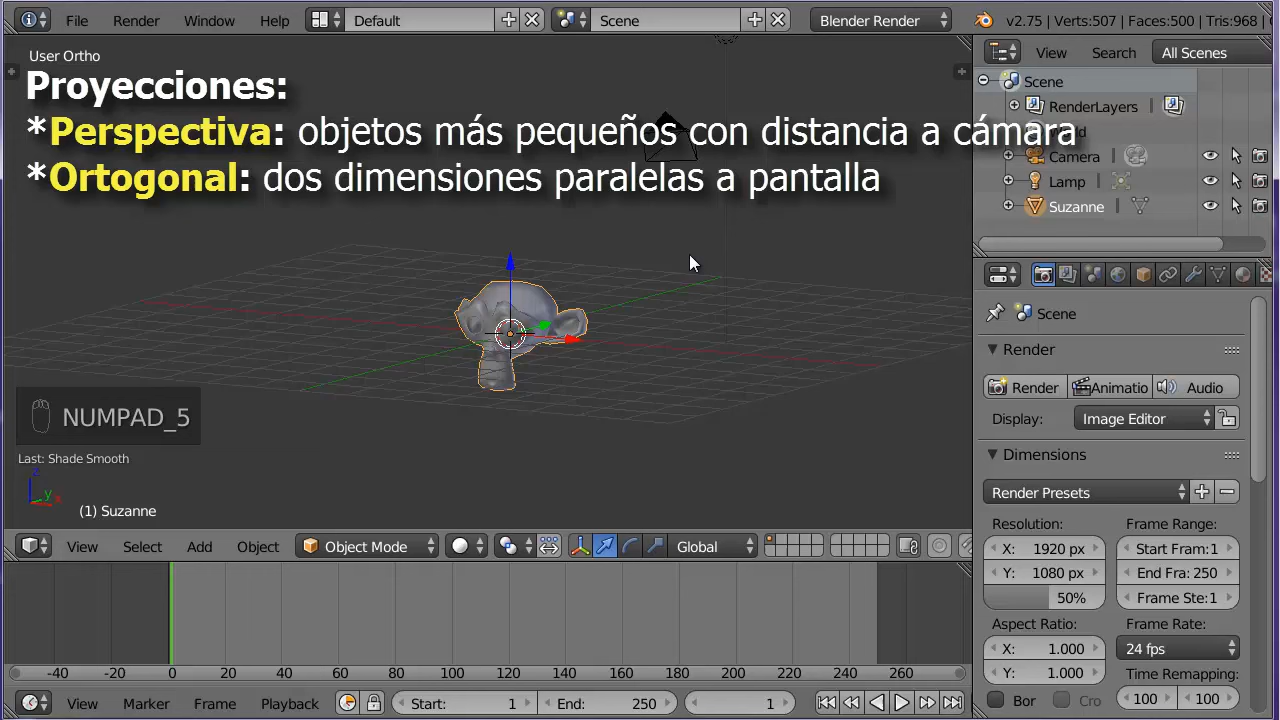 File Render Window Help Default Scene Blender Render v2.75 | Verts:507 | Faces:500 | Tris:968 |
User Ortho
Proyecciones:
*Perspectiva: objetos más pequeños con distancia a cámara
*Ortogonal: dos dimensiones paralelas a pantalla
NUMPAD_5
Last: Shade Smooth
z
y
x
(1) Suzanne
View Select Add Object Object Mode Global
-40 -20 0 20 40 60 80 100 120 140 160 180 200 220 240 260
View Marker Frame Playback Start: 1 End: 250 1
View Search All Scenes
Scene
RenderLayers
Camera
Lamp
Suzanne
Scene
Render
Render Animatio Audio
Display: Image Editor
Dimensions
Render Presets
Resolution: Frame Range:
X: 1920 px Start Fram:1
Y: 1080 px End Fra: 250
50% Frame Ste:1
Aspect Ratio: Frame Rate:
X: 1.000 24 fps
Y: 1.000 Time Remapping:
Bor Cro 100 100